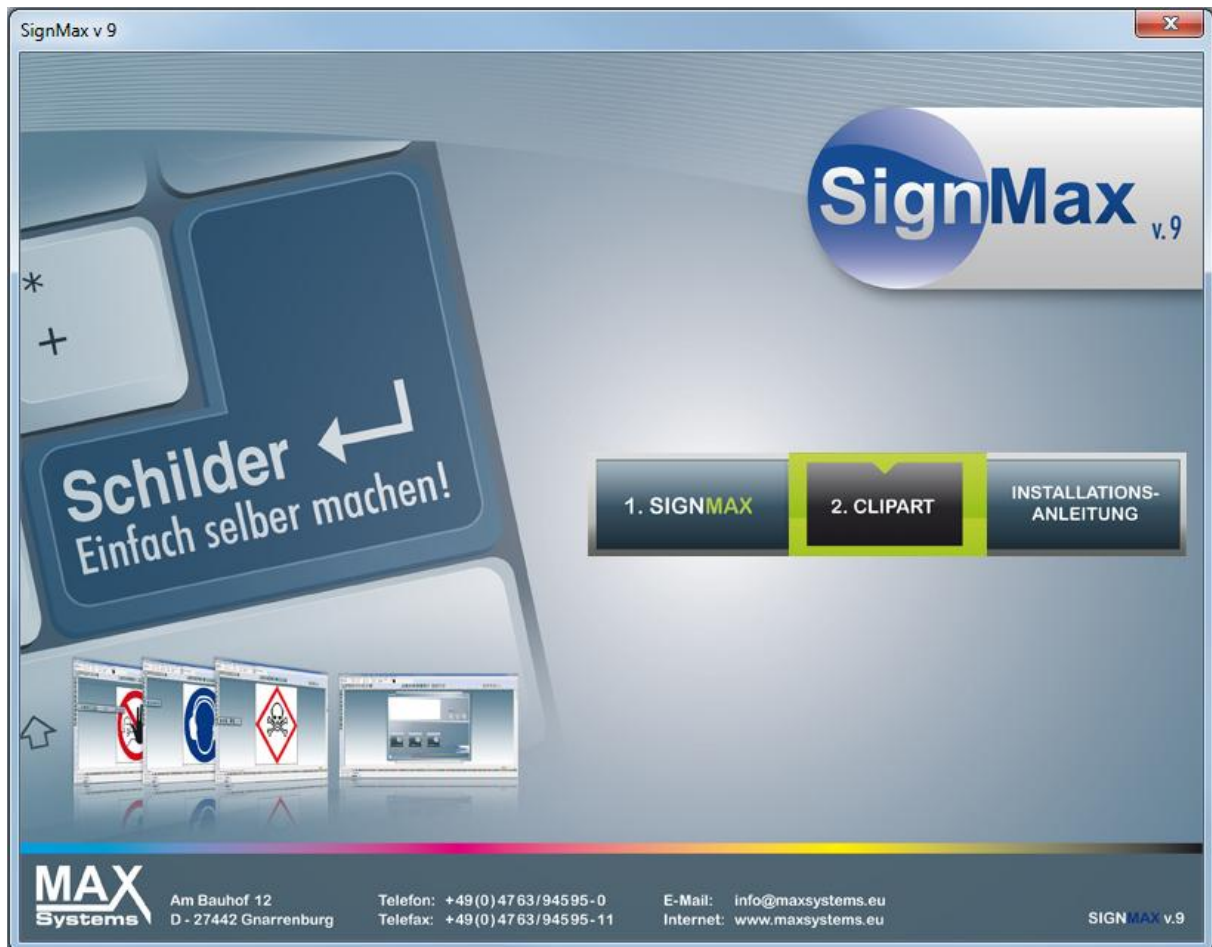 SignMax v 9
SignMax v.9
*
+
Schilder
Einfach selber machen!
1. SIGNMAX
2. CLIPART
INSTALLATIONS-
ANLEITUNG
MAX
Systems
Am Bauhof 12
D - 27442 Gnarrenburg
Telefon: +49(0)4763/94595-0
Telefax: +49(0)4763/94595-11
E-Mail: info@maxsystems.eu
Internet: www.maxsystems.eu
SIGNMAX v.9